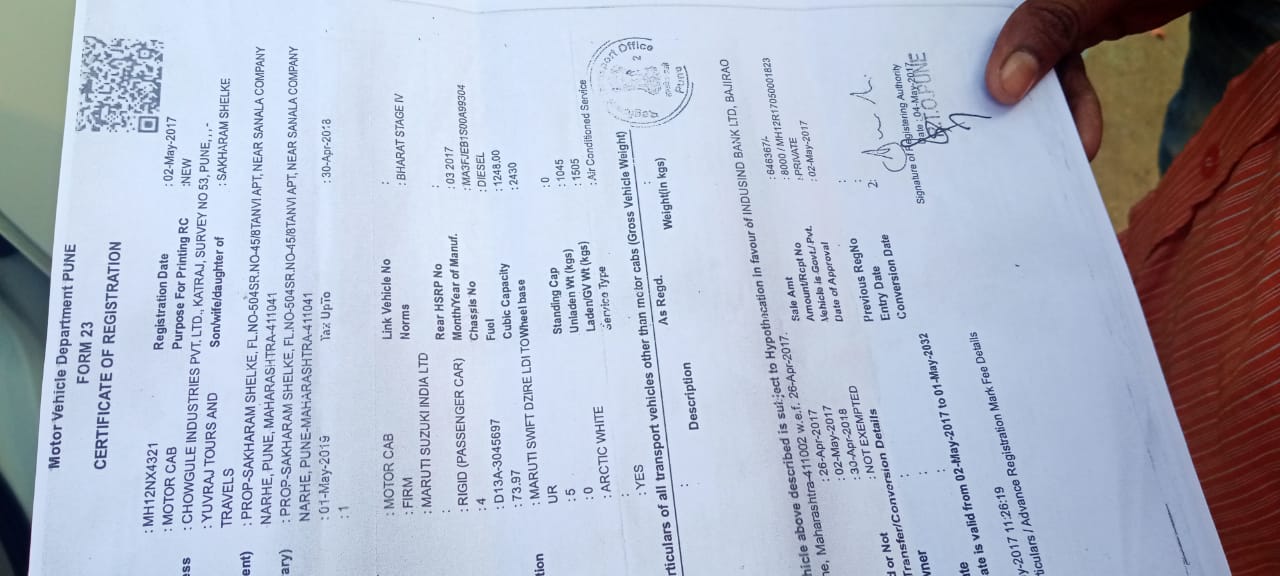 Motor Vehicle Department PUNE
FORM 23
CERTIFICATE OF REGISTRATION
: MH12NX4321 Registration Date : 02-May-2017
: MOTOR CAB Purpose For Printing RC :NEW
ess : CHOWGULE INDUSTRIES PVT. LTD., KATRAJ, SURVEY NO 53, PUNE, , , ,-
: YUVRAJ TOURS AND Son/wife/daughter of : SAKHARAM SHELKE
TRAVELS
ent) : PROP-SAKHARAM SHELKE, FL.NO-504SR.NO-45/8TANVI APT, NEAR SANALA COMPANY
NARHE, PUNE, MAHARASHTRA-411041
ary) : PROP-SAKHARAM SHELKE, FL.NO-504SR.NO-45/8TANVI APT, NEAR SANALA COMPANY
NARHE, PUNE-MAHARASHTRA-411041
: 01-May-2019 Tax UpTo : 30-Apr-2018
: 1
: MOTOR CAB Link Vehicle No :
: FIRM Norms : BHARAT STAGE IV
: MARUTI SUZUKI INDIA LTD
: Rear HSRP No :
: RIGID (PASSENGER CAR) Month/Year of Manuf. : 03 2017
: 4 Chassis No
: D13A-3045697 Fuel : DIESEL
: 73.97 Cubic Capacity : 1248.00
: MARUTI SWIFT DZIRE LDI TOUR Wheel base : 2430
: 5 Standing Cap : 0
: 0 Unladen Wt (kgs) : 1045
tion : ARCTIC WHITE Laden/GV Wt (kgs) : 1505
: Service Type : Air Conditioned Service
: YES
rticulars of all transport vehicles other than motor cabs (Gross Vehicle Weight)
: As Regd. Weight(in kgs) :
: Description
hicle above described is subject to Hypothecation in favour of INDUSIND BANK LTD, BAJIRAO
ne, Maharashtra-411002 w.e.f. 26-Apr-2017.
: 26-Apr-2017 Sale Amt : 646367/-
: 02-May-2017 Amount/Rcpt No : 8000 / MH12R17050001823
: 30-Apr-2018 Vehicle is Govt./ Pvt. : PRIVATE
: NOT EXEMPTED Date of Approval : 02-May-2017
d or Not
Transfer/Conversion Details
: Previous RegNo :
wner : Entry Date :
Conversion Date 2:
ate is valid from 02-May-2017 to 01-May-2032
y-2017 11:26:19
ticulars / Advance Registration Mark Fee Details
Signature of Registering Authority
Date : 04-May-2017
R.T.O. PUNE